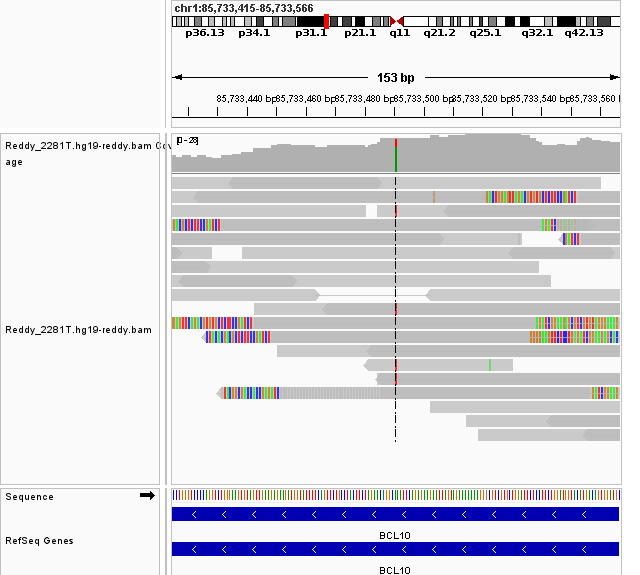 chr1:85,733,415-85,733,566
p36.13 p34.1 p31.1 p21.1 q11 q21.2 q25.1 q32.1 q42.13
153 bp
85,733,440 bp 85,733,460 bp 85,733,480 bp 85,733,500 bp 85,733,520 bp 85,733,540 bp 85,733,560 b
[0-28]
Reddy_2281T.hg19-reddy.bam Cov
age
Reddy_2281T.hg19-reddy.bam
Sequence
RefSeq Genes
BCL10
BCL10